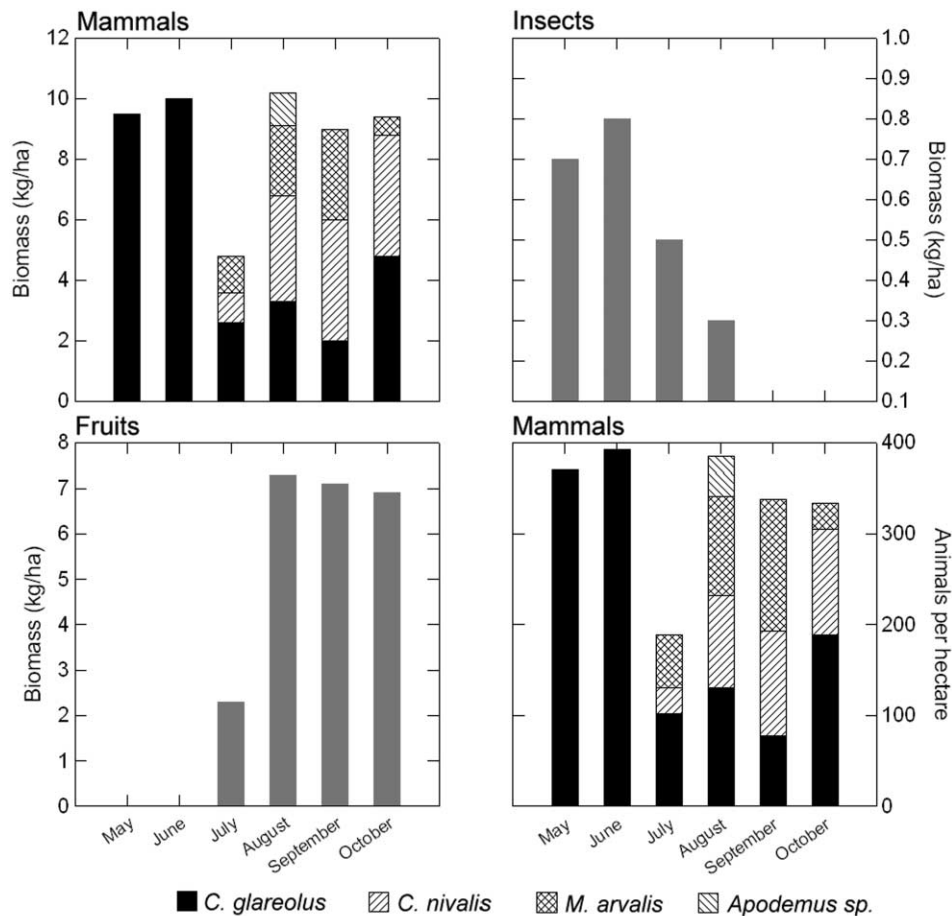 Mammals
12
10
8
6
4
2
0
Biomass (kg/ha)
Insects
1.0
0.9
0.8
0.7
0.6
0.5
0.4
0.3
0.2
0.1
Biomass (kg/ha)
Fruits
8
7
6
5
4
3
2
1
0
Biomass (kg/ha)
May
June
July
August
September
October
Mammals
400
300
200
100
0
Animals per hectare
May
June
July
August
September
October
C. glareolus C. nivalis M. arvalis Apodemus sp.